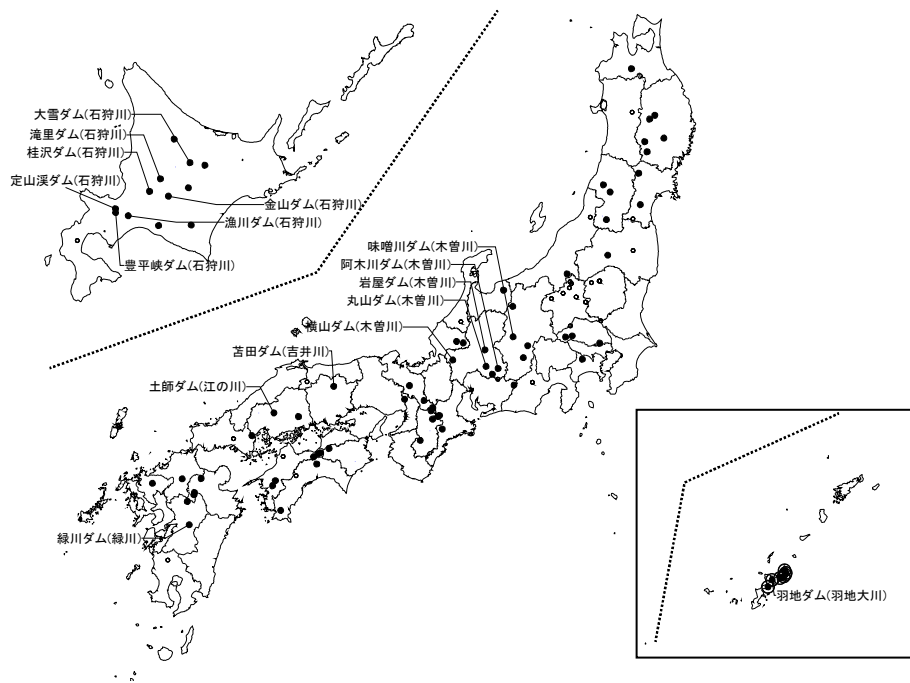 大雪ダム(石狩川)
滝里ダム(石狩川)
桂沢ダム(石狩川)
定山渓ダム(石狩川)
金山ダム(石狩川)
漁川ダム(石狩川)
豊平峡ダム(石狩川)
味噌川ダム(木曽川)
阿木川ダム(木曽川)
岩屋ダム(木曽川)
丸山ダム(木曽川)
横山ダム(木曽川)
苫田ダム(吉井川)
土師ダム(江の川)
緑川ダム(緑川)
羽地ダム(羽地大川)